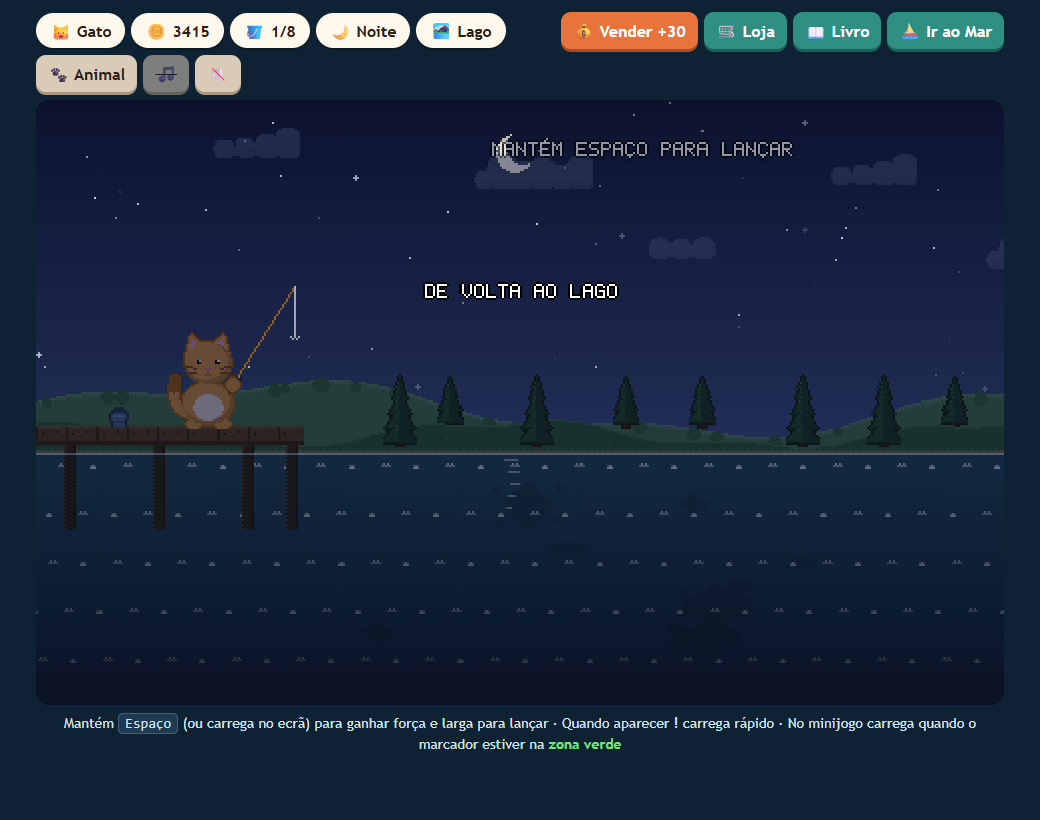 Gato
3415
1/8
Noite
Lago
Vender +30
Loja
Livro
Ir ao Mar
Animal
MANTÉM ESPAÇO PARA LANÇAR
DE VOLTA AO LAGO
Mantém Espaço (ou carrega no ecrã) para ganhar força e larga para lançar · Quando aparecer ! carrega rápido · No minijogo carrega quando o
marcador estiver na zona verde